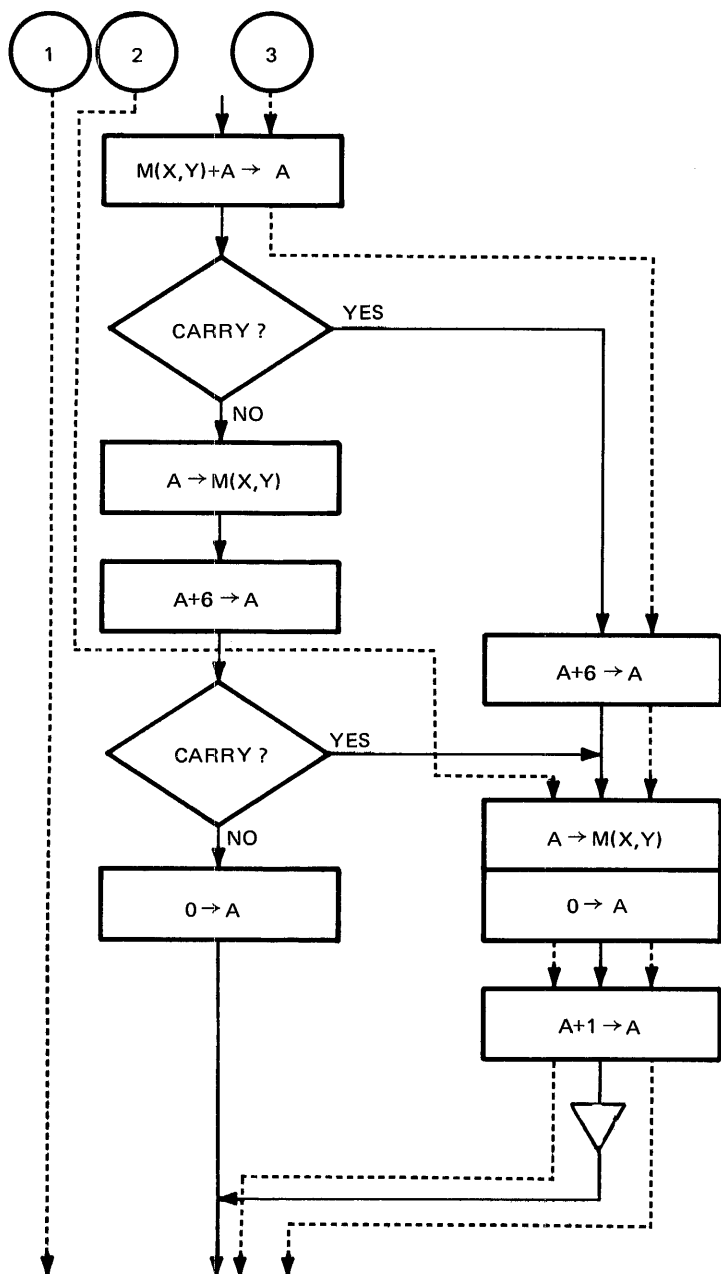 1
2
3
M(X,Y)+A → A
CARRY ?
YES
NO
A → M(X,Y)
A+6 → A
A+6 → A
CARRY ?
YES
NO
A → M(X,Y)
0 → A
0 → A
A+1 → A